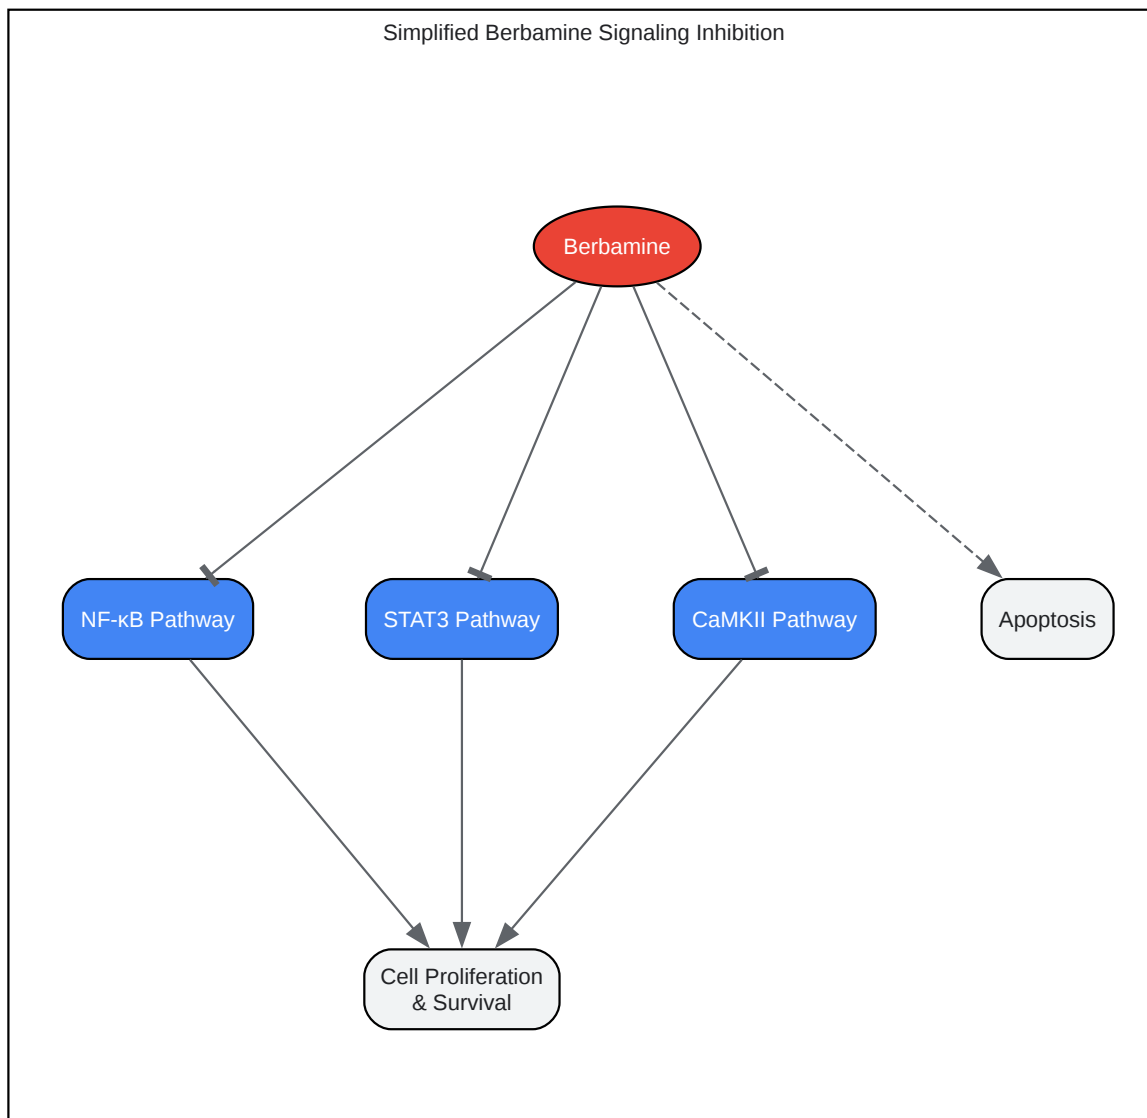 Simplified Berbamine Signaling Inhibition
Berbamine
NF-κB Pathway
STAT3 Pathway
CaMKII Pathway
Apoptosis
Cell Proliferation
& Survival